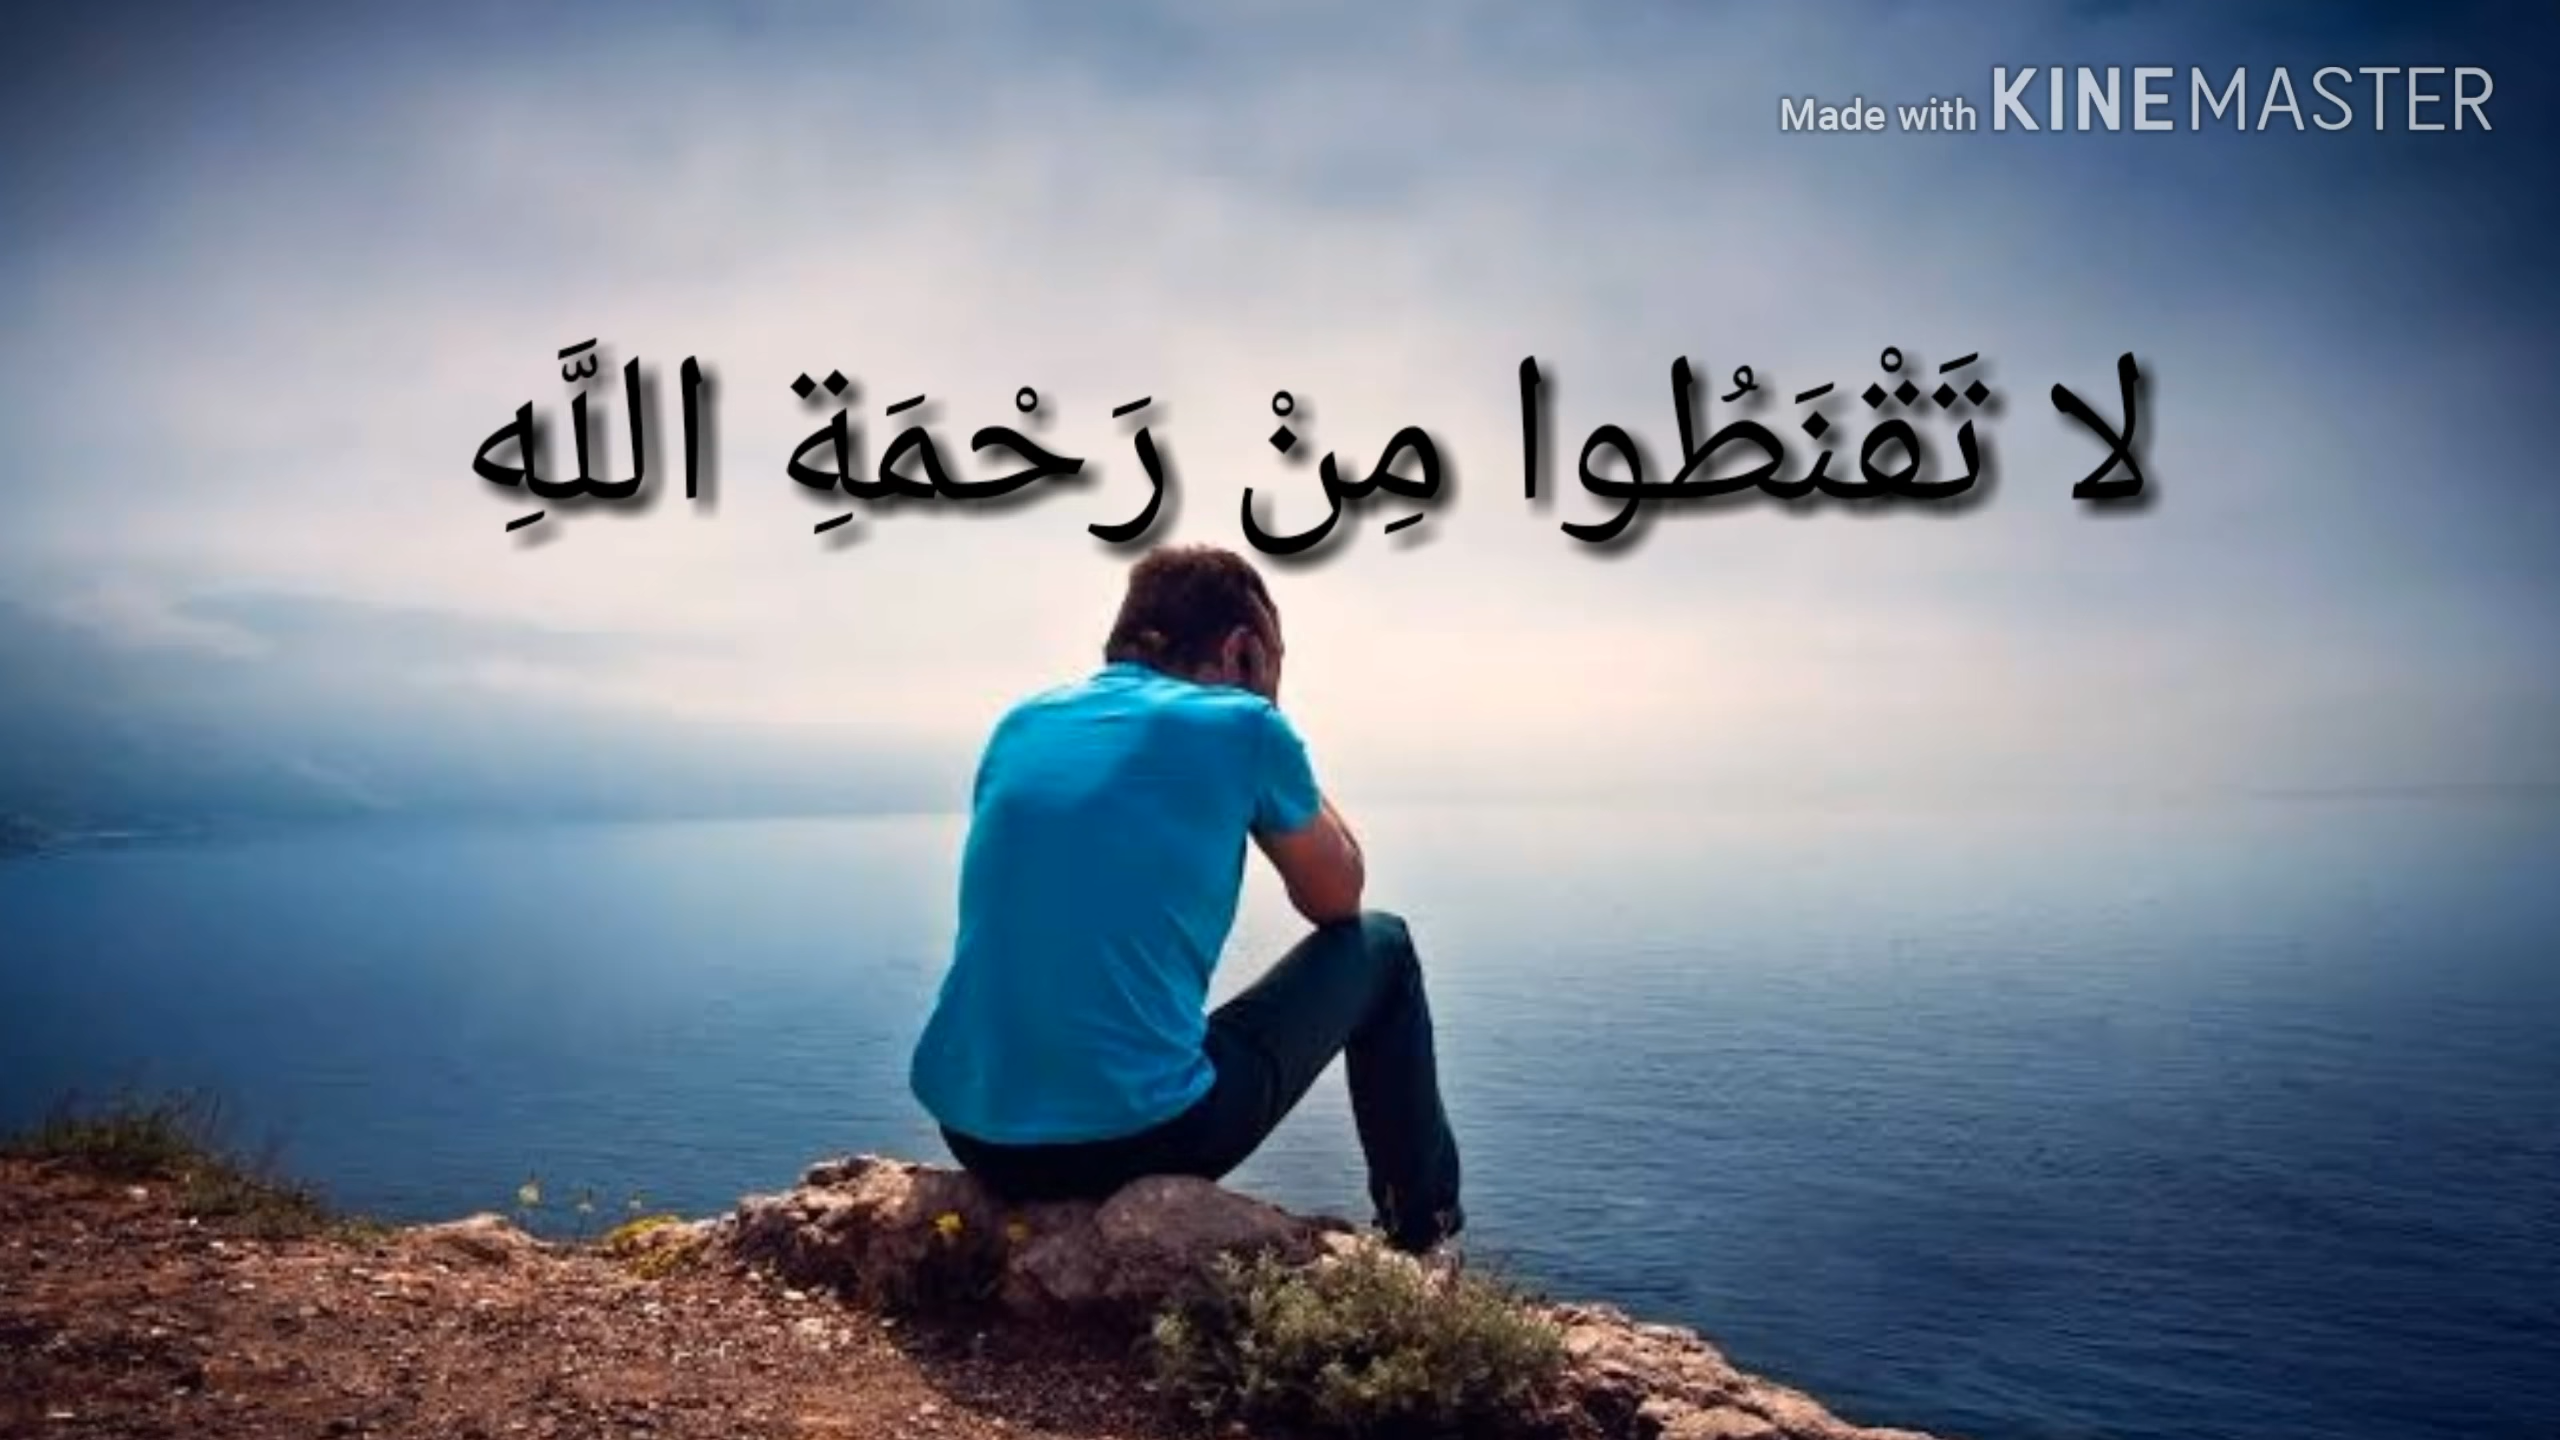 Made with KINEMASTER
لا تَقْنَطُوا مِنْ رَحْمَةِ اللَّهِ